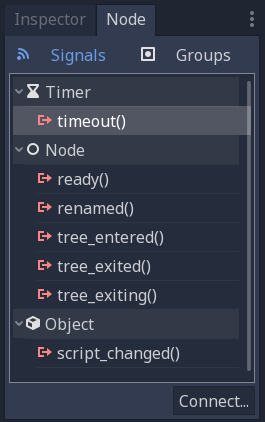 Inspector Node
Signals Groups
Timer
timeout()
Node
ready()
renamed()
tree_entered()
tree_exited()
tree_exiting()
Object
script_changed()
Connect...